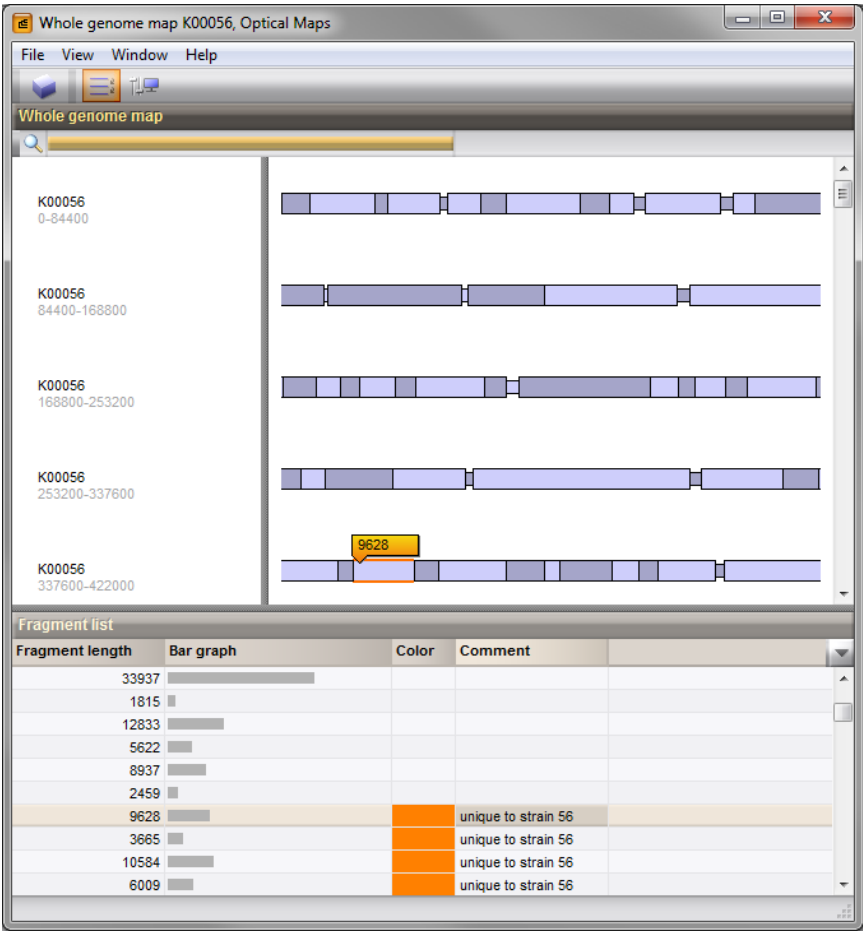 Whole genome map K00056, Optical Maps
File View Window Help
Whole genome map
K00056
0-84400
K00056
84400-168800
K00056
168800-253200
K00056
253200-337600
9628
K00056
337600-422000
Fragment list
Fragment length Bar graph Color Comment
33937
1815
12833
5622
8937
2459
9628 unique to strain 56
3665 unique to strain 56
10584 unique to strain 56
6009 unique to strain 56